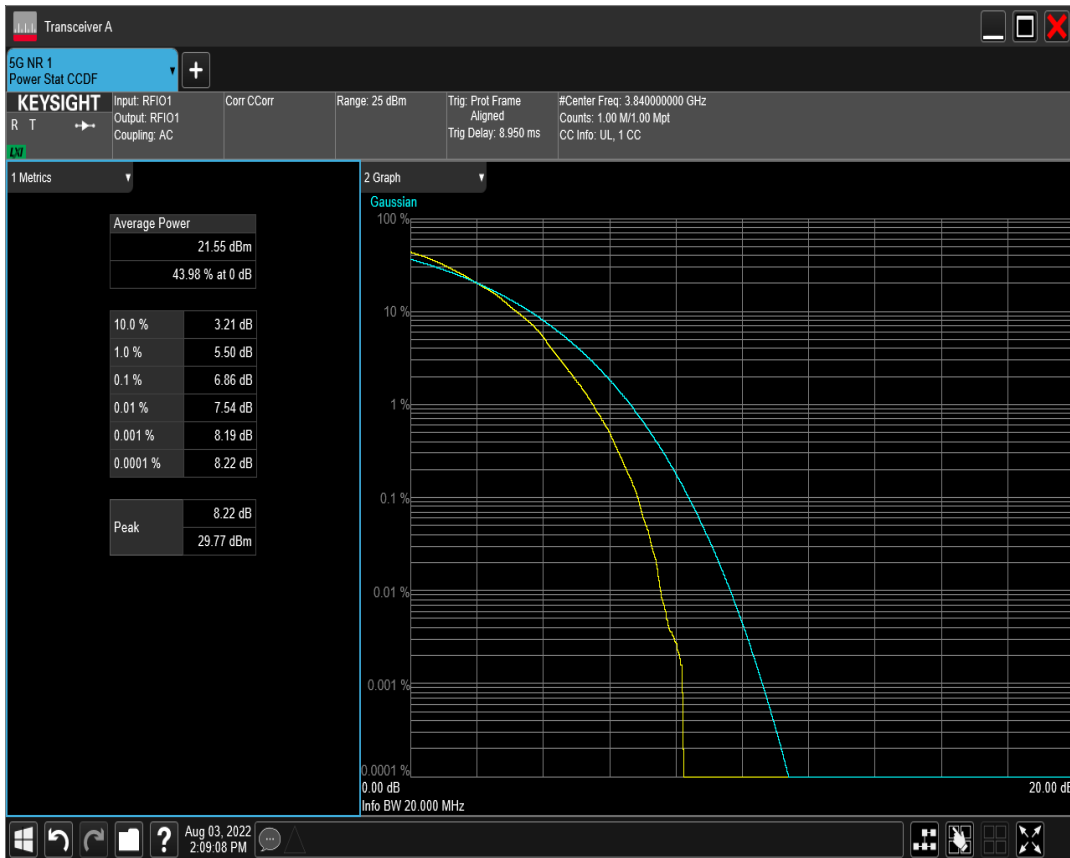 Transceiver A
5G NR 1
Power Stat CCDF
+
KEYSIGHT
R T
LXI
Input: RFIO1
Output: RFIO1
Coupling: AC
Corr CCorr
Range: 25 dBm
Trig: Prot Frame
Aligned
Trig Delay: 8.950 ms
#Center Freq: 3.840000000 GHz
Counts: 1.00 M/1.00 Mpt
CC Info: UL, 1 CC
1 Metrics
Average Power
21.55 dBm
43.98 % at 0 dB
10.0 % 3.21 dB
1.0 % 5.50 dB
0.1 % 6.86 dB
0.01 % 7.54 dB
0.001 % 8.19 dB
0.0001 % 8.22 dB
Peak
8.22 dB
29.77 dBm
2 Graph
Gaussian
100 %
10 %
1 %
0.1 %
0.01 %
0.001 %
0.0001 %
0.00 dB 20.00 dB
Info BW 20.000 MHz
?
Aug 03, 2022
2:09:08 PM